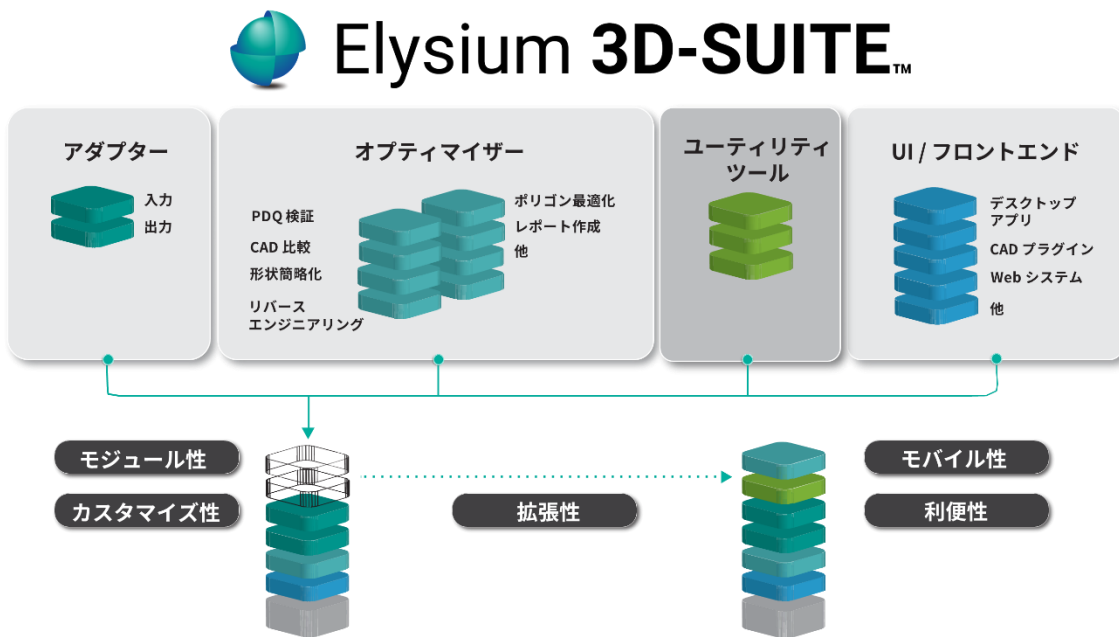 Elysium 3D-SUITE™
アダプター
入力
出力
オプティマイザー
PDQ 検証
CAD 比較
形状簡略化
リバース
エンジニアリング
ポリゴン最適化
レポート作成
他
ユーティリティ
ツール
UI / フロントエンド
デスクトップ
アプリ
CAD プラグイン
Web システム
他
モジュール性
カスタマイズ性
拡張性
モバイル性
利便性